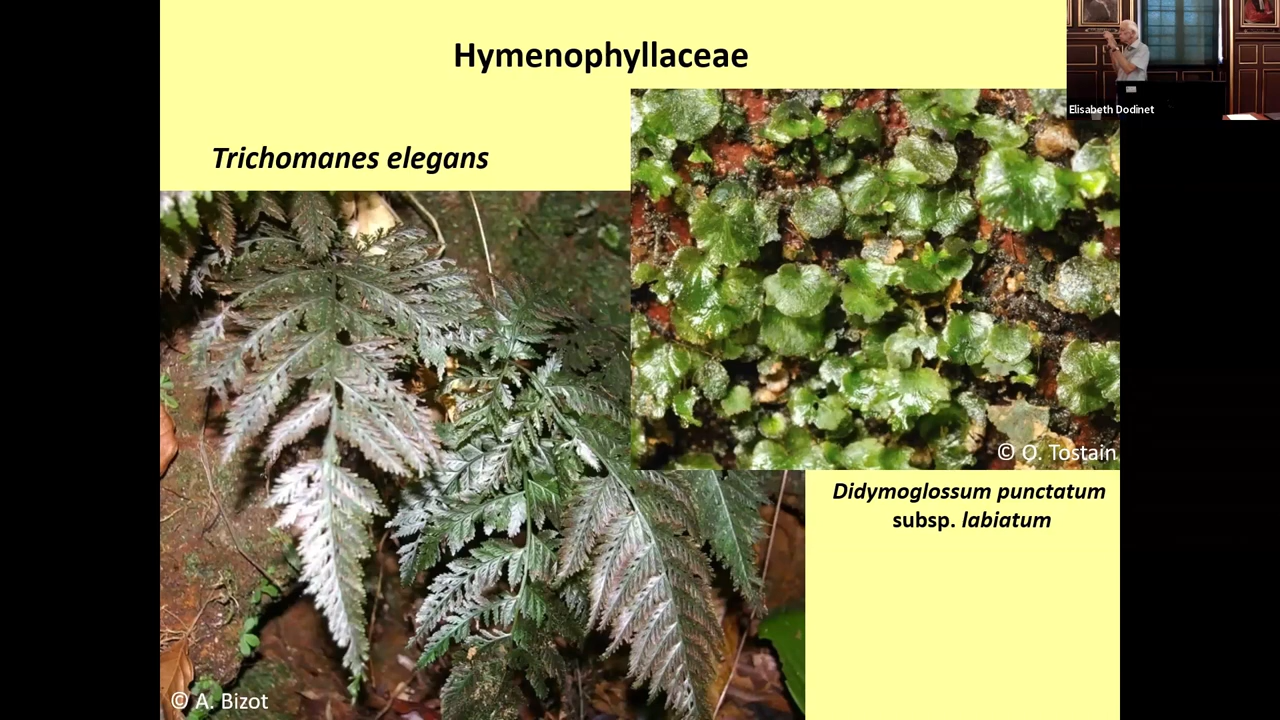 Hymenophyllaceae
Elisabeth Dodinet
Trichomanes elegans
© O. Tostain
Didymoglossum punctatum
subsp. labiatum
© A. Bizot